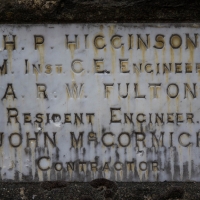 H. P. HIGGINSON
M. INST. C. E. ENGINEER
A. R. W. FULTON
RESIDENT ENGINEER.
JOHN McCORMICK
CONTRACTOR